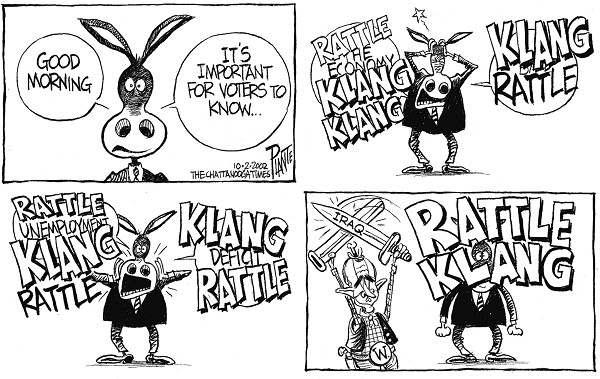 GOOD
MORNING
IT'S
IMPORTANT
FOR VOTERS TO
KNOW...
PLANTE
10-2-2002
THE CHATTANOOGA TIMES
RATTLE
THE
ECONOMY
KLANG
KLANG
KLANG
RATTLE
RATTLE
UNEMPLOYMENT
KLANG
RATTLE
KLANG
DEFICIT
RATTLE
IRAQ
W
RATTLE
KLANG